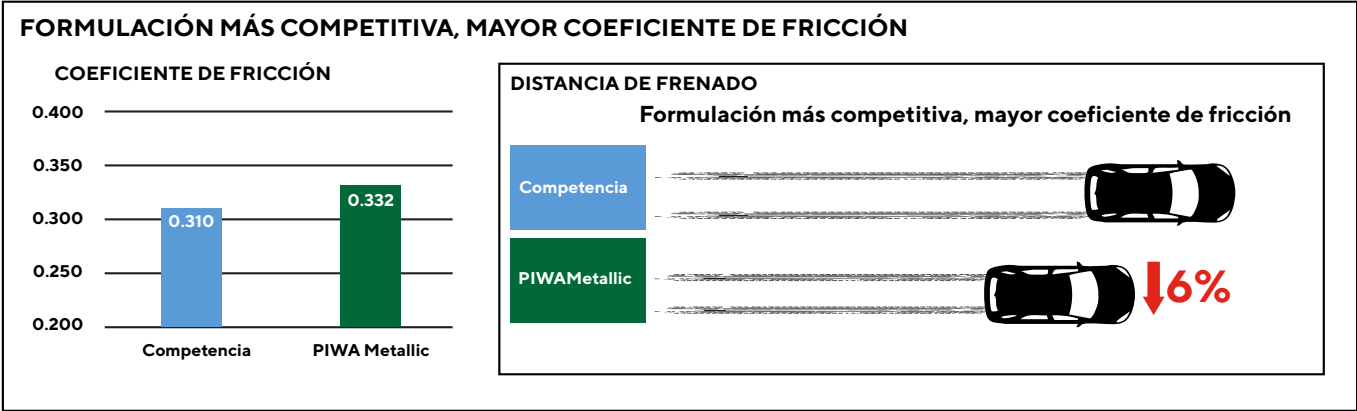 FORMULACIÓN MÁS COMPETITIVA, MAYOR COEFICIENTE DE FRICCIÓN
COEFICIENTE DE FRICCIÓN
0.400
0.350
0.300
0.250
0.200
0.310
0.332
Competencia
PIWA Metallic
DISTANCIA DE FRENADO
Formulación más competitiva, mayor coeficiente de fricción
Competencia
PIWAMetallic
6%